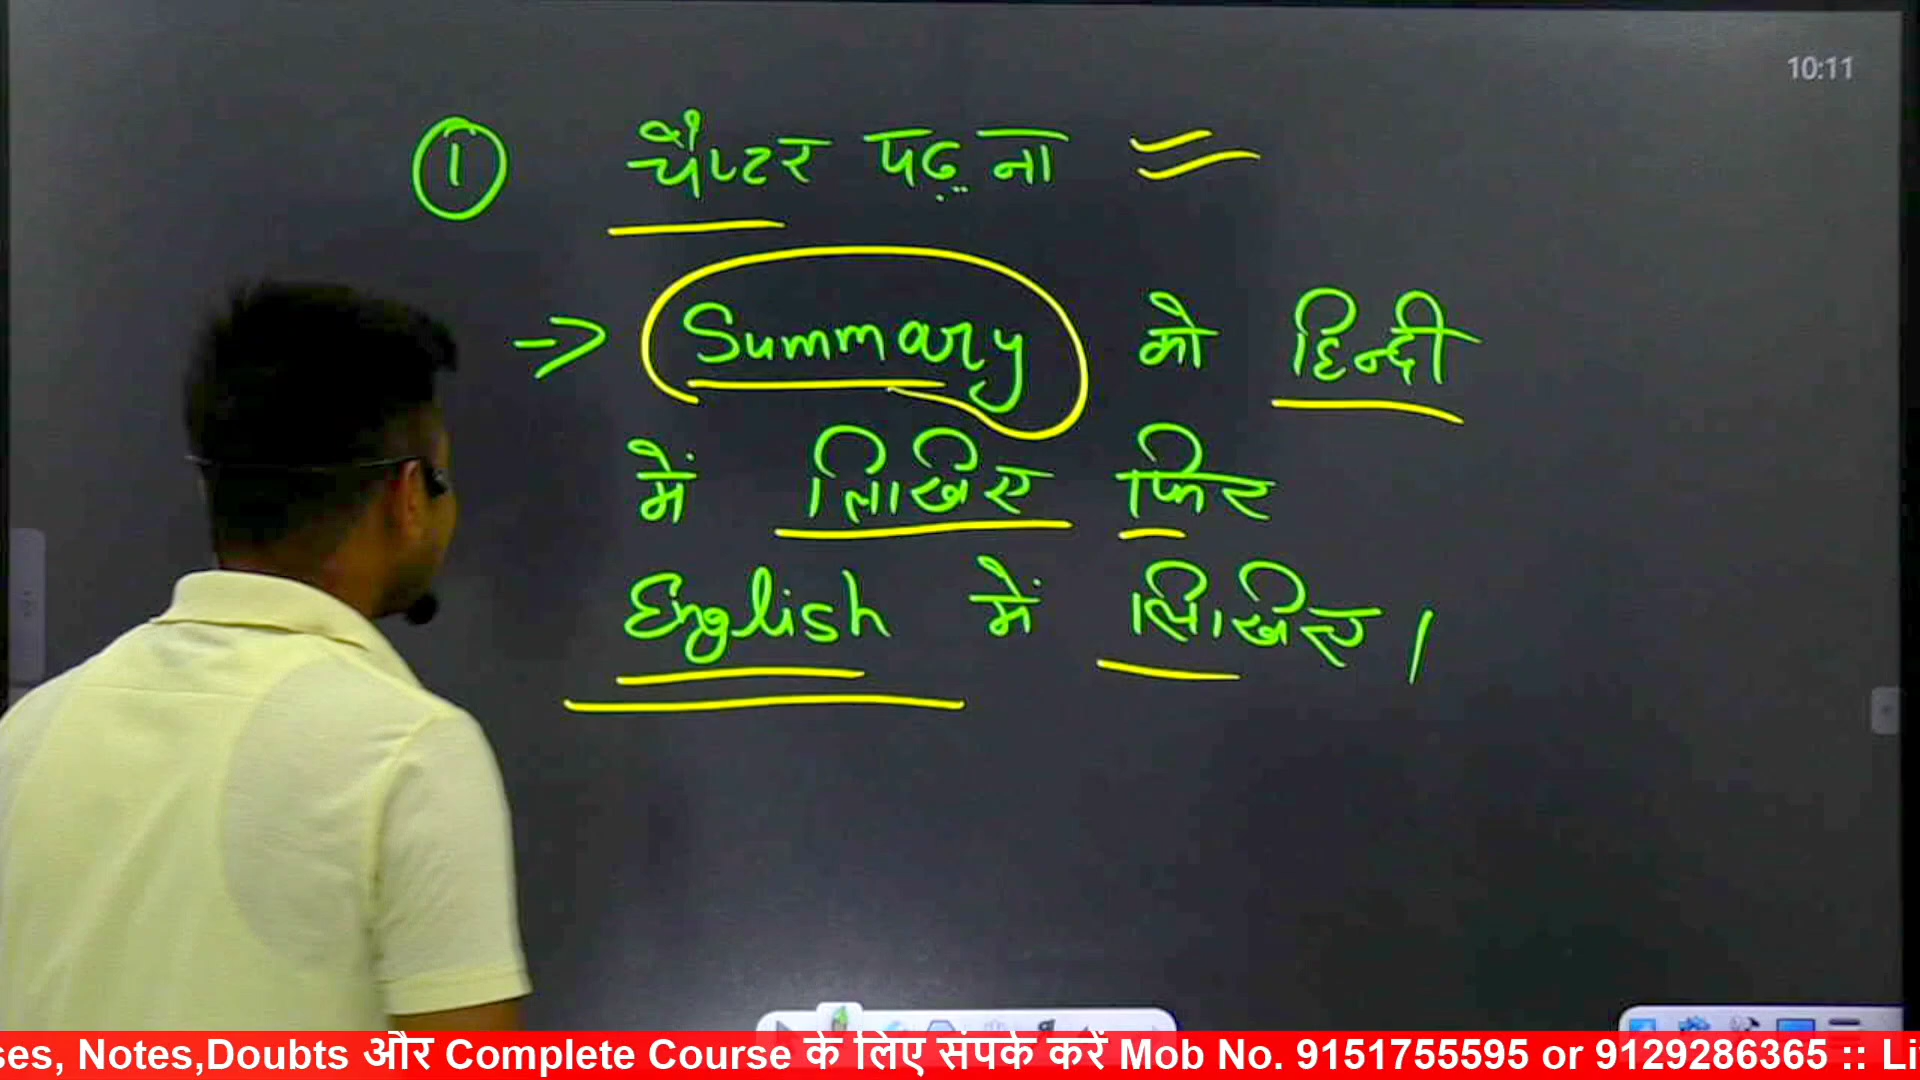 10:11
① चैप्टर पढ़ना
-> Summary को हिन्दी
में लिखिए फिर
English में लिखिए।
ses, Notes,Doubts और Complete Course के लिए संपर्क करें Mob No. 9151755595 or 9129286365 :: Li